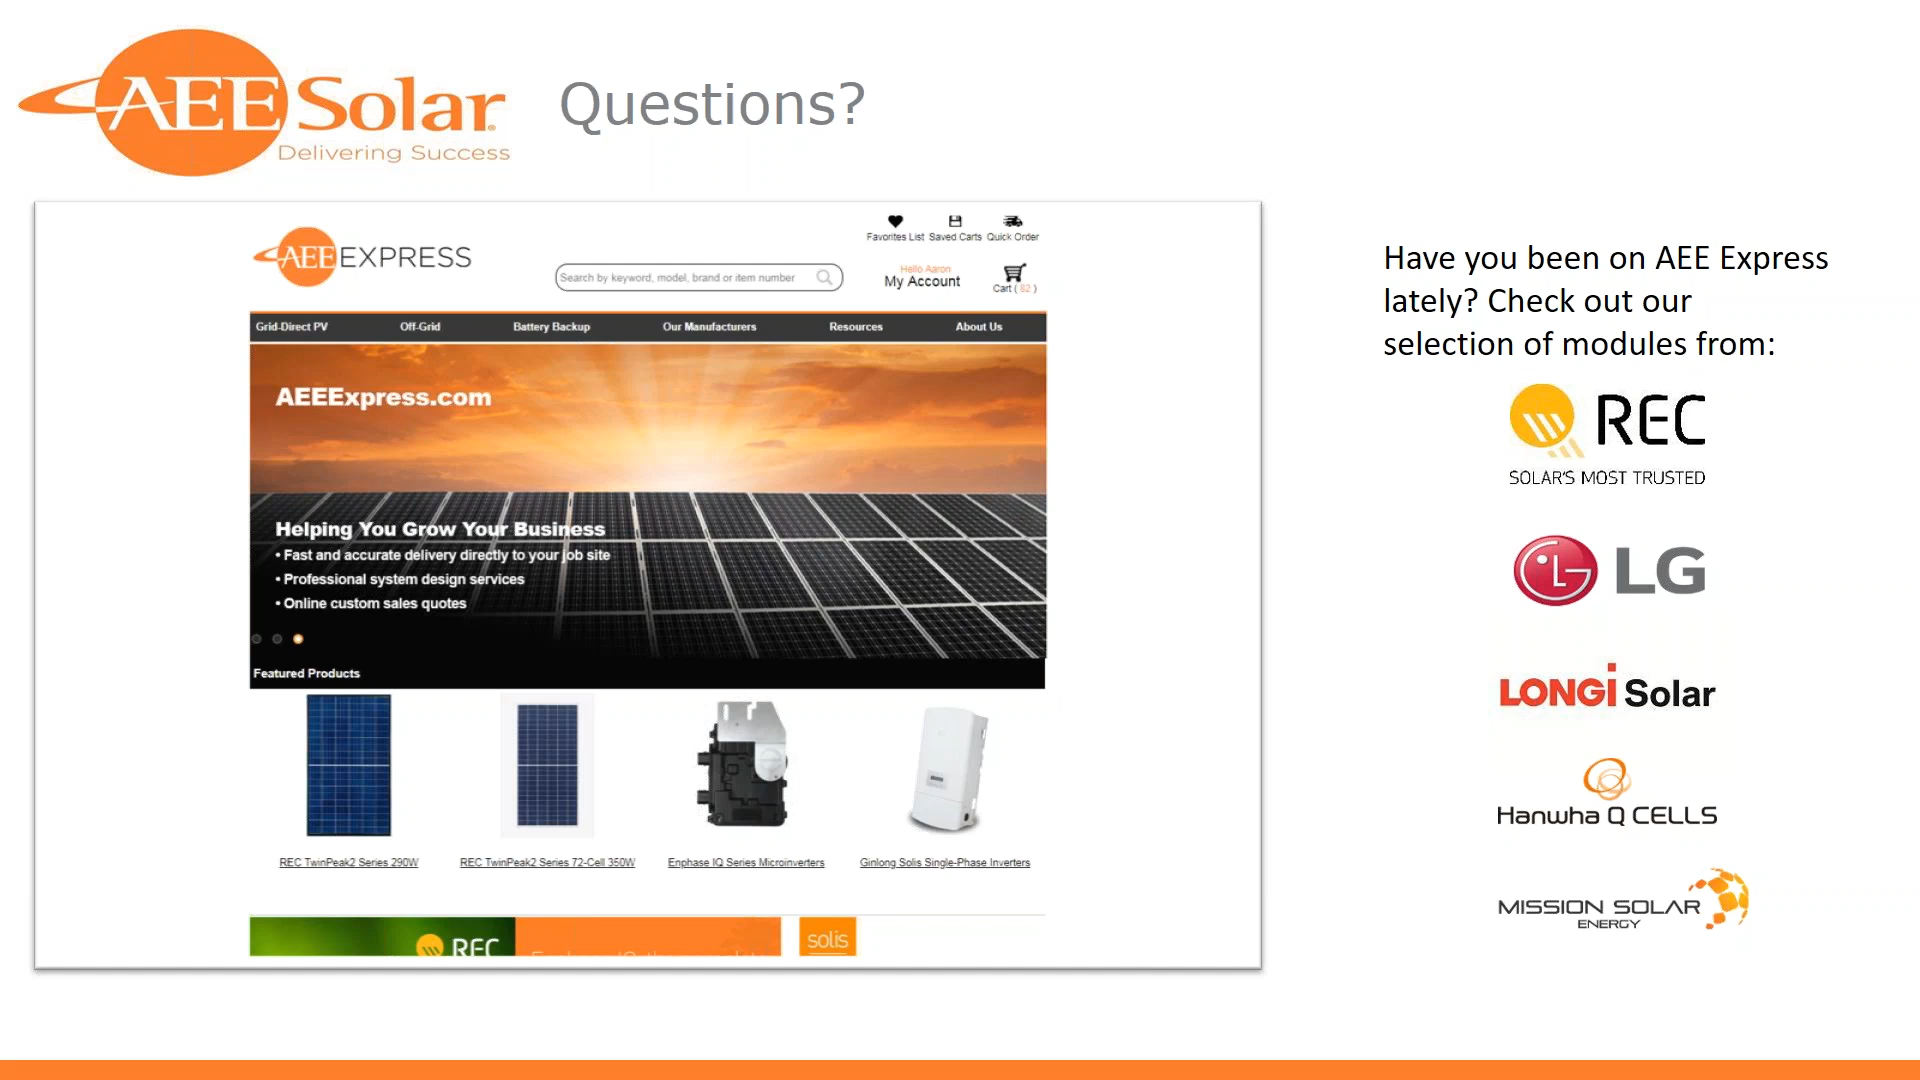 AEE Solar
Delivering Success
Questions?
AEE EXPRESS
Favorites List Saved Carts Quick Order
Search by keyword, model, brand or item number
Hello Aaron
My Account
Cart ( 82 )
Grid-Direct PV Off-Grid Battery Backup Our Manufacturers Resources About Us
AEEExpress.com
Helping You Grow Your Business
• Fast and accurate delivery directly to your job site
• Professional system design services
• Online custom sales quotes
Featured Products
REC TwinPeak2 Series 290W
REC TwinPeak2 Series 72-Cell 350W
Enphase IQ Series Microinverters
Ginlong Solis Single-Phase Inverters
REC
solis
Have you been on AEE Express
lately? Check out our
selection of modules from:
REC
SOLAR'S MOST TRUSTED
LG
LONGi Solar
Hanwha Q CELLS
MISSION SOLAR
ENERGY